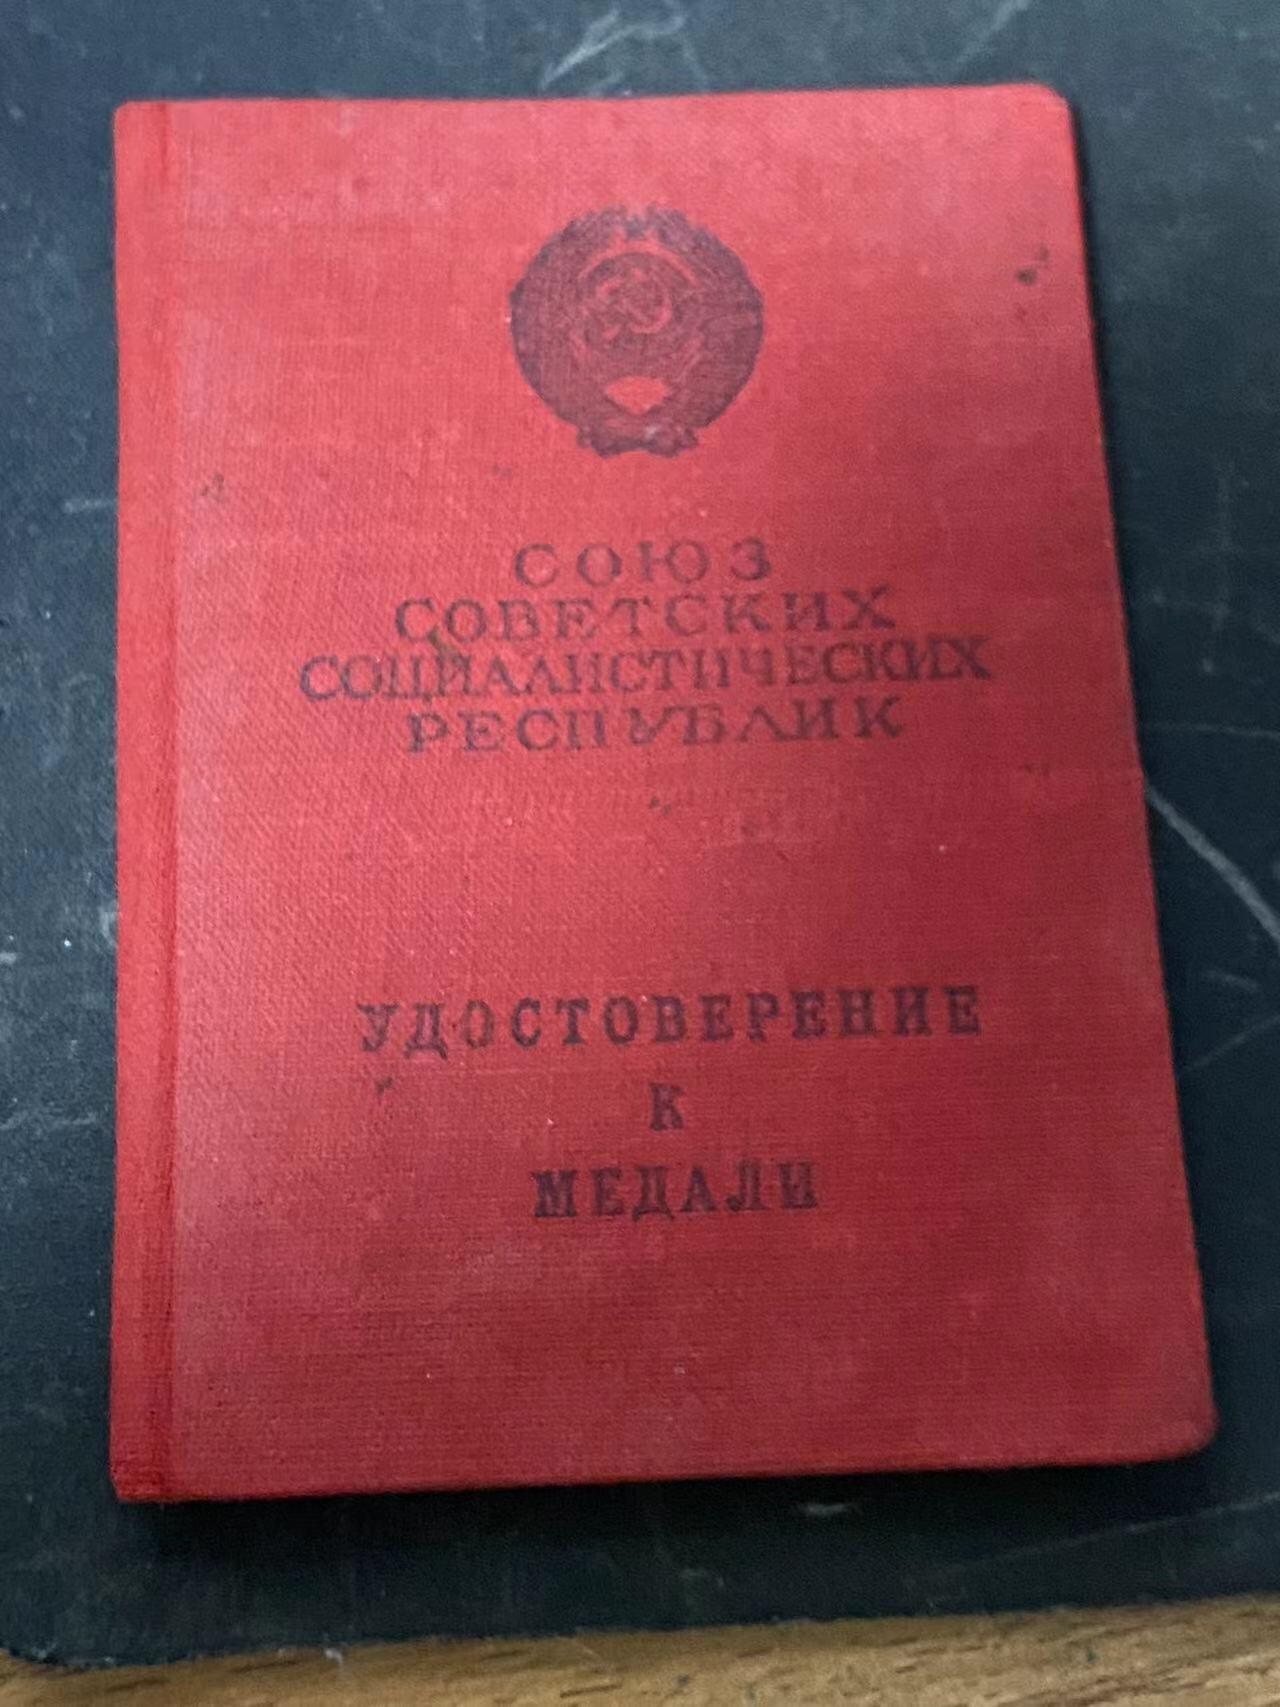 СОЮЗ
СОВЕТСКИХ
СОЦИАЛИСТИЧЕСКИХ
РЕСПУБЛИК
УДОСТОВЕРЕНИЕ
К
МЕДАЛИ